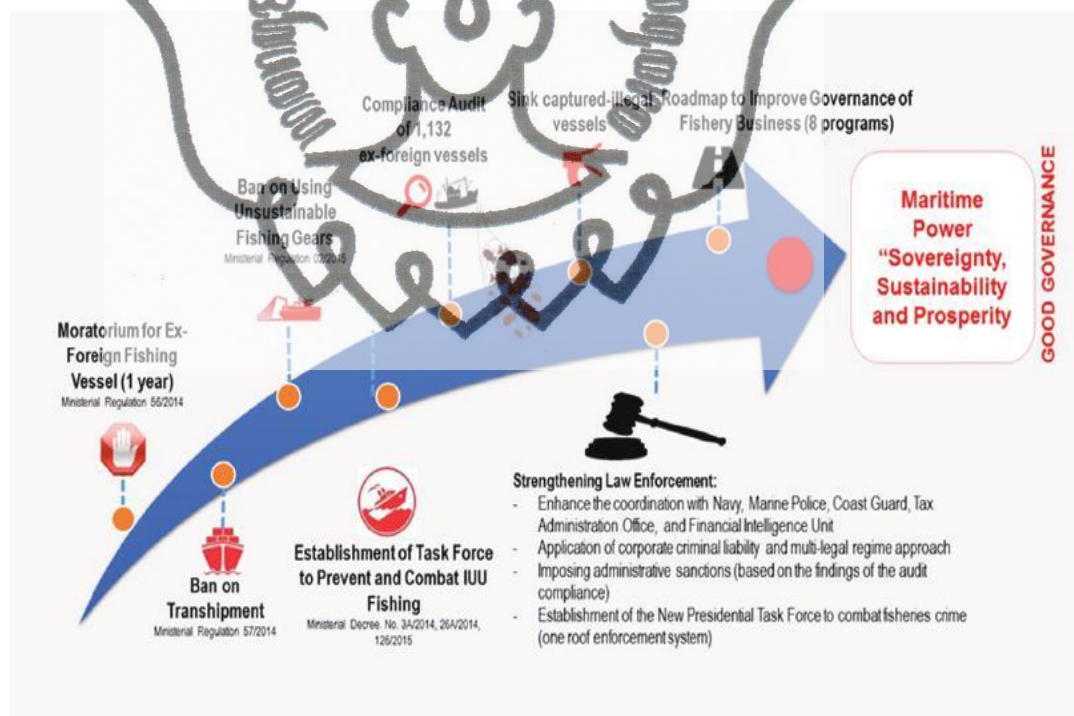 Compliance Audit
of 1,132
ex-foreign vessels
Sink captured-illegal
vessels
Roadmap to Improve Governance of
Fishery Business (8 programs)
Ban on Using
Unsustainable
Fishing Gears
Ministerial Regulation 02/2015
Moratorium for Ex-
Foreign Fishing
Vessel (1 year)
Ministerial Regulation 56/2014
Maritime
Power
“Sovereignty,
Sustainability
and Prosperity
GOOD GOVERNANCE
Ban on
Transhipment
Ministerial Regulation 57/2014
Establishment of Task Force
to Prevent and Combat IUU
Fishing
Ministerial Decree. No. 3A/2014, 26A/2014,
126/2015
Strengthening Law Enforcement:
- Enhance the coordination with Navy, Marine Police, Coast Guard, Tax
Administration Office, and Financial Intelligence Unit
- Application of corporate criminal liability and multi-legal regime approach
- Imposing administrative sanctions (based on the findings of the audit
compliance)
- Establishment of the New Presidential Task Force to combat fisheries crime
(one roof enforcement system)